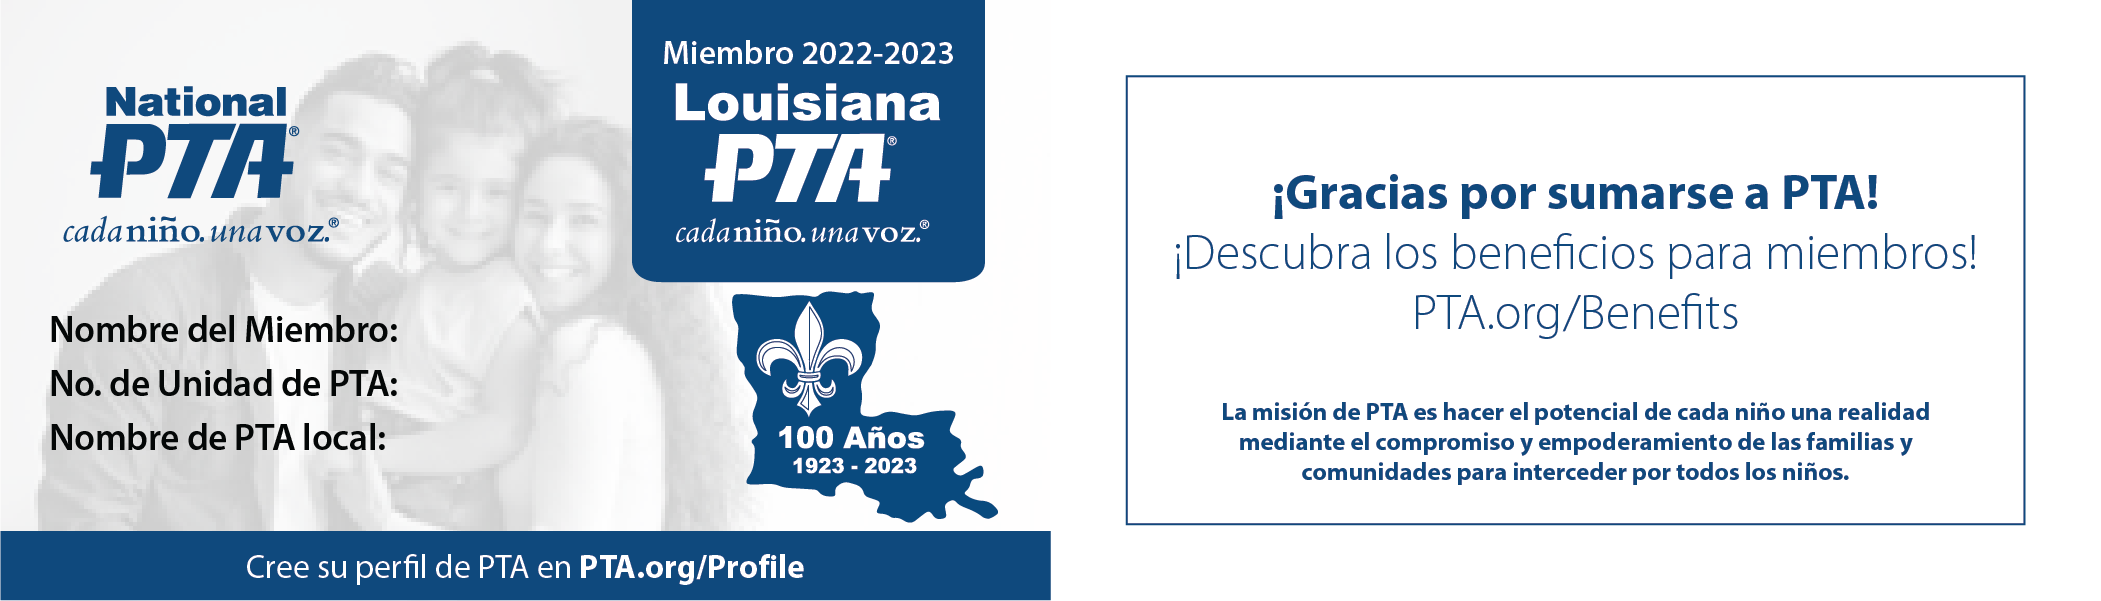 National
PTA®
cada niño. una voz.®
Miembro 2022-2023
Louisiana
PTA®
cada niño. una voz.®
Nombre del Miembro:
No. de Unidad de PTA:
Nombre de PTA local:
100 Años
1923 - 2023
Cree su perfil de PTA en PTA.org/Profile
¡Gracias por sumarse a PTA!
¡Descubra los beneficios para miembros!
PTA.org/Benefits
La misión de PTA es hacer el potencial de cada niño una realidad
mediante el compromiso y empoderamiento de las familias y
comunidades para interceder por todos los niños.